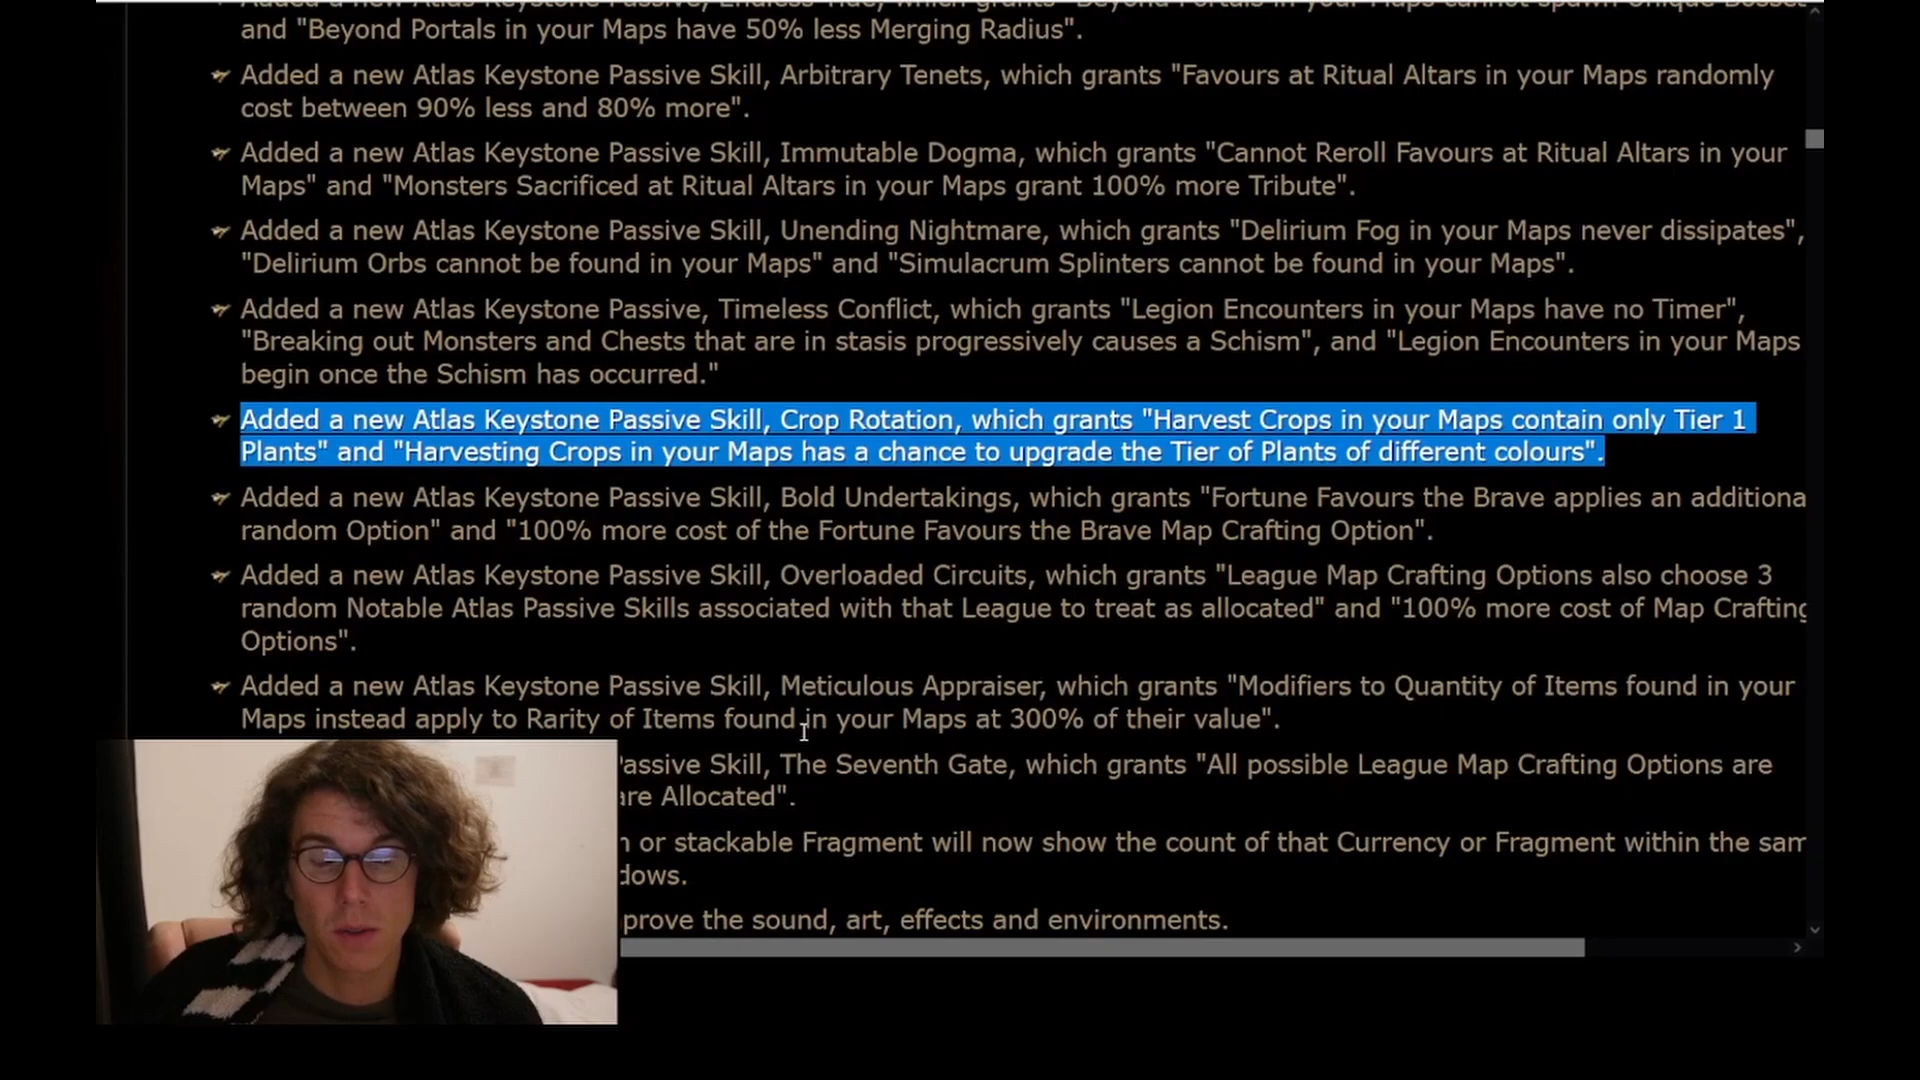 and "Beyond Portals in your Maps have 50% less Merging Radius".
Added a new Atlas Keystone Passive Skill, Arbitrary Tenets, which grants "Favours at Ritual Altars in your Maps randomly
cost between 90% less and 80% more".
Added a new Atlas Keystone Passive Skill, Immutable Dogma, which grants "Cannot Reroll Favours at Ritual Altars in your
Maps" and "Monsters Sacrificed at Ritual Altars in your Maps grant 100% more Tribute".
Added a new Atlas Keystone Passive Skill, Unending Nightmare, which grants "Delirium Fog in your Maps never dissipates",
"Delirium Orbs cannot be found in your Maps" and "Simulacrum Splinters cannot be found in your Maps".
Added a new Atlas Keystone Passive, Timeless Conflict, which grants "Legion Encounters in your Maps have no Timer",
"Breaking out Monsters and Chests that are in stasis progressively causes a Schism", and "Legion Encounters in your Maps
begin once the Schism has occurred."
Added a new Atlas Keystone Passive Skill, Crop Rotation, which grants "Harvest Crops in your Maps contain only Tier 1
Plants" and "Harvesting Crops in your Maps has a chance to upgrade the Tier of Plants of different colours".
Added a new Atlas Keystone Passive Skill, Bold Undertakings, which grants "Fortune Favours the Brave applies an additiona
random Option" and "100% more cost of the Fortune Favours the Brave Map Crafting Option".
Added a new Atlas Keystone Passive Skill, Overloaded Circuits, which grants "League Map Crafting Options also choose 3
random Notable Atlas Passive Skills associated with that League to treat as allocated" and "100% more cost of Map Crafting
Options".
Added a new Atlas Keystone Passive Skill, Meticulous Appraiser, which grants "Modifiers to Quantity of Items found in your
Maps instead apply to Rarity of Items found in your Maps at 300% of their value".
Passive Skill, The Seventh Gate, which grants "All possible League Map Crafting Options are
are Allocated".
n or stackable Fragment will now show the count of that Currency or Fragment within the sam
dows.
prove the sound, art, effects and environments.